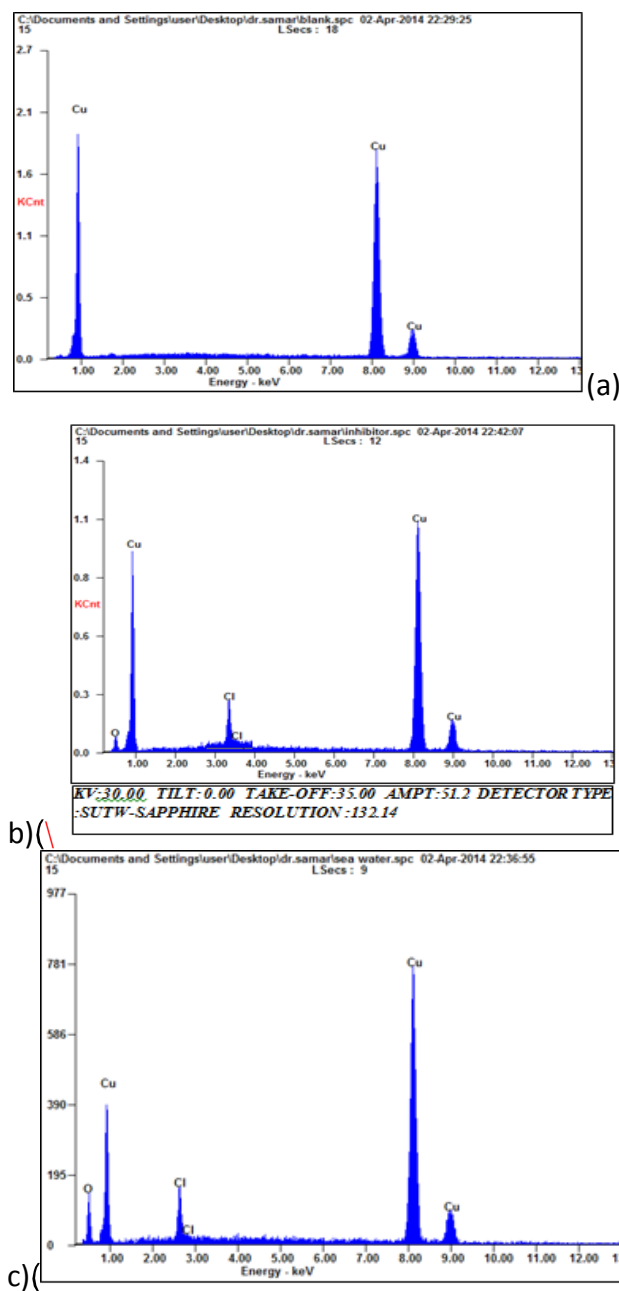 C:\Documents and Settings\user\Desktop\dr.samar\blank.spc 02-Apr-2014 22:29:25
15 LSecs : 18
2.7
2.1
1.6
KCnt
1.1
0.5
0.0
Cu
Cu
Cu
1.00 2.00 3.00 4.00 5.00 6.00 7.00 8.00 9.00 10.00 11.00 12.00 13
Energy - keV
(a)
C:\Documents and Settings\user\Desktop\dr.samar\inhibitor.spc 02-Apr-2014 22:42:07
15 LSecs : 12
1.4
1.1
0.8
KCnt
0.6
0.3
0.0
O
Cu
Cl
Cl
Cu
Cu
1.00 2.00 3.00 4.00 5.00 6.00 7.00 8.00 9.00 10.00 11.00 12.00 13
Energy - keV
KV:30.00 TILT:0.00 TAKE-OFF:35.00 AMPT:51.2 DETECTOR TYPE
:SUTW-SAPPHIRE RESOLUTION :132.14
b)(\
C:\Documents and Settings\user\Desktop\dr.samar\sea water.spc 02-Apr-2014 22:36:55
15 LSecs : 9
977
781
586
390
195
0
O
Cu
Cl
Cl
Cu
Cu
1.00 2.00 3.00 4.00 5.00 6.00 7.00 8.00 9.00 10.00 11.00 12.00 13
Energy - keV
c)(